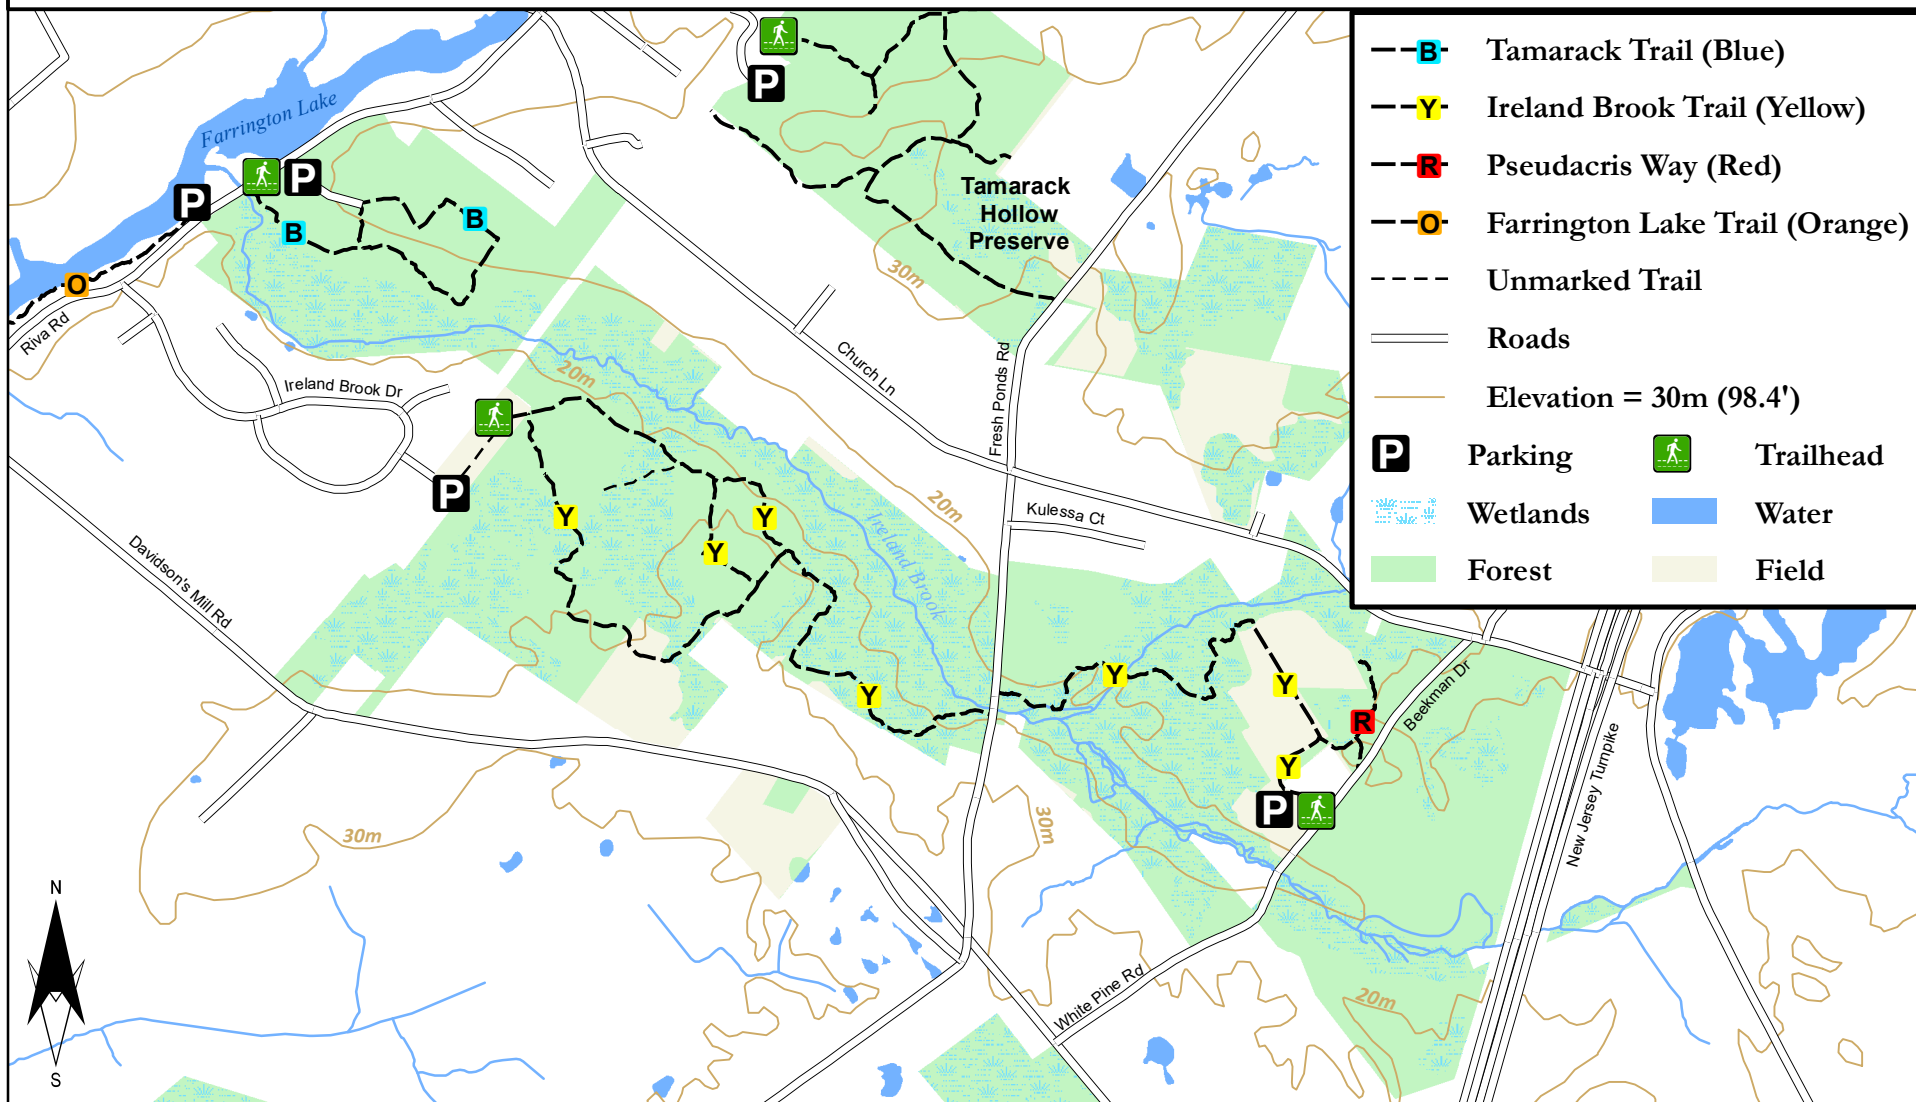 Farrington Lake
P
P
P
B
B
O
Riva Rd
Ireland Brook Dr
P
Davidson's Mill Rd
Tamarack
Hollow
Preserve
30m
Church Ln
Fresh Ponds Rd
20m
20m
Ireland Brook
Kulessa Ct
Y
Y
Y
Y
Y
Y
Y
R
P
Beekman Dr
New Jersey Turnpike
30m
30m
White Pine Rd
20m
N
S
B Tamarack Trail (Blue)
Y Ireland Brook Trail (Yellow)
R Pseudacris Way (Red)
O Farrington Lake Trail (Orange)
Unmarked Trail
Roads
Elevation = 30m (98.4')
P Parking Trailhead
Wetlands Water
Forest Field